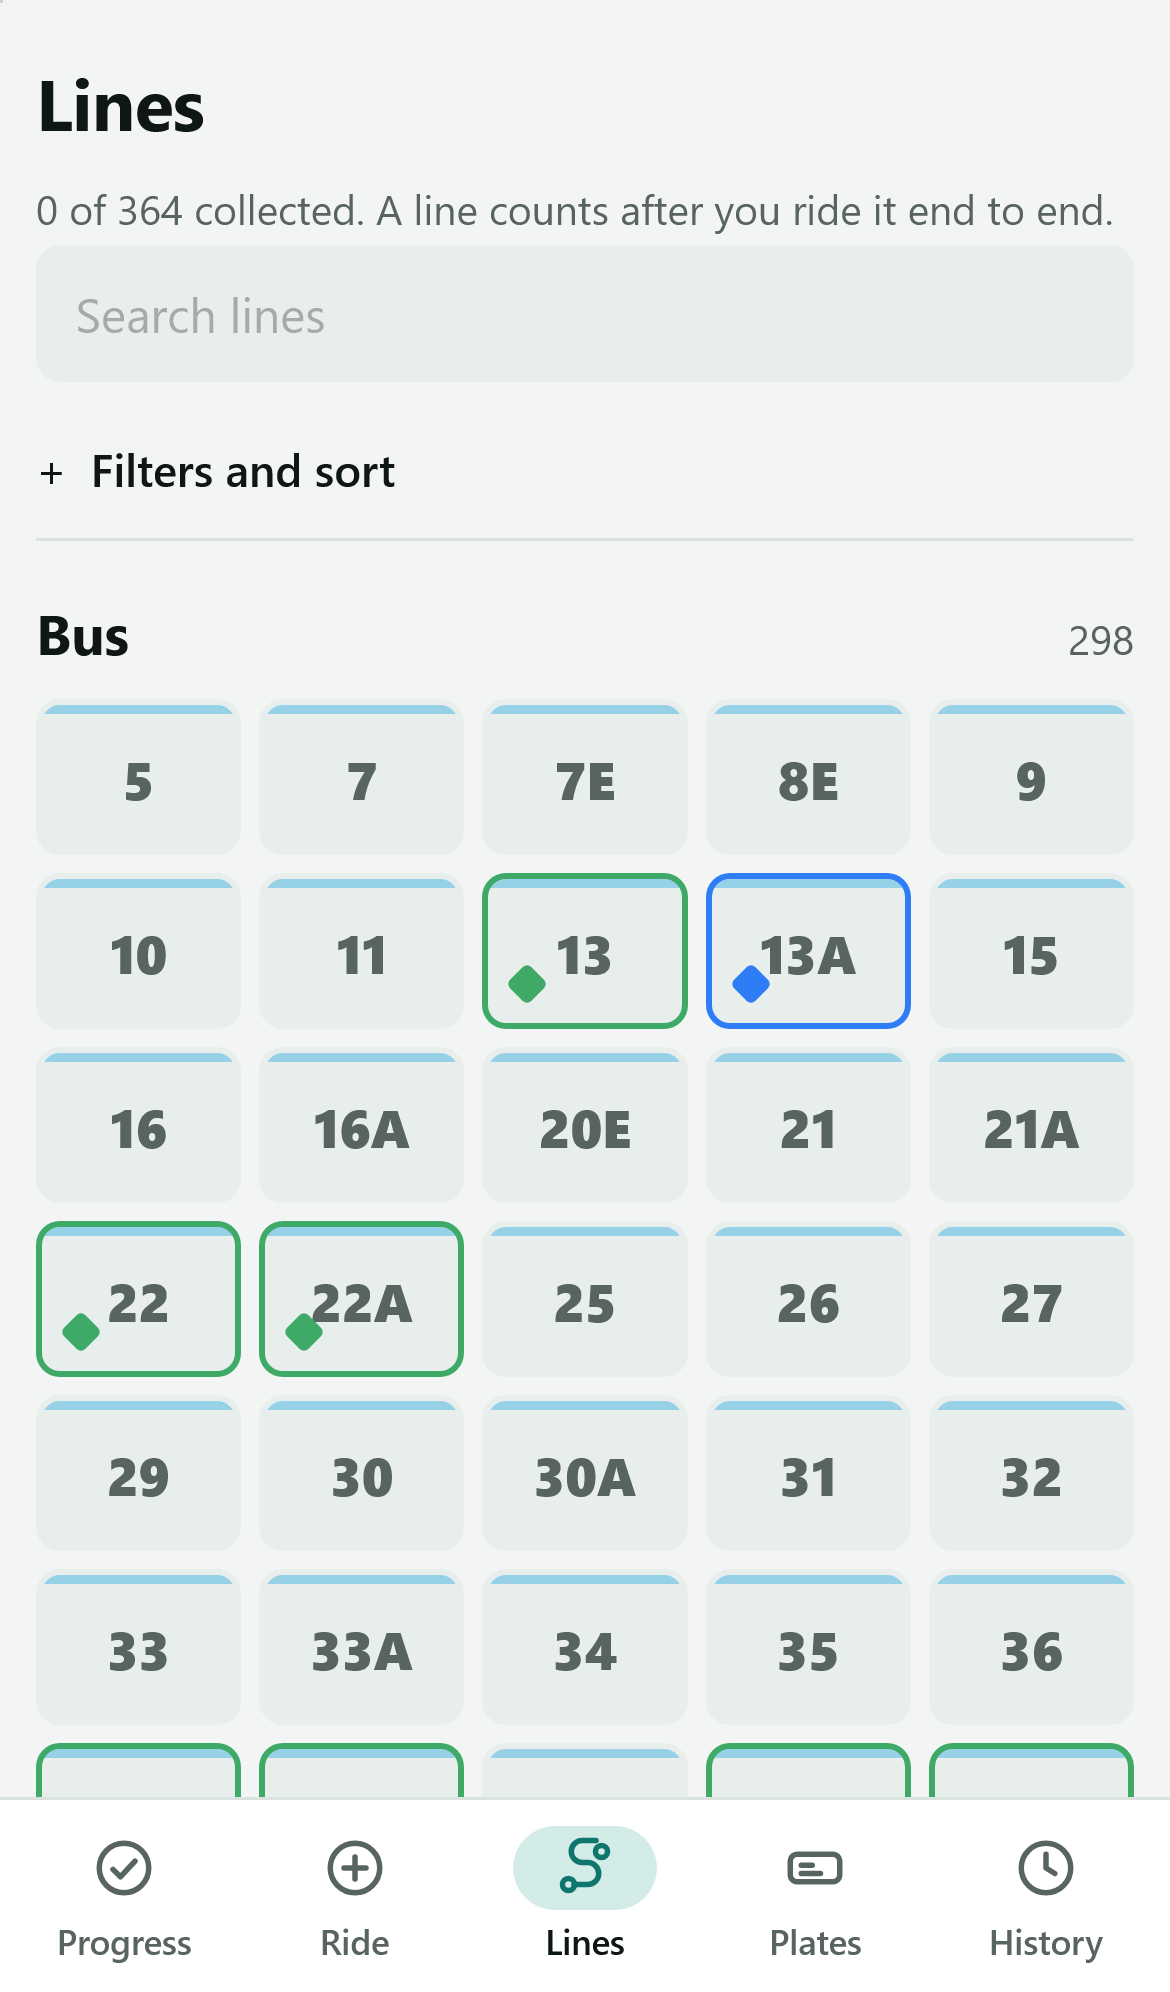 Lines
0 of 364 collected. A line counts after you ride it end to end.
Search lines
+ Filters and sort
Bus 298
5 7 7E 8E 9
10 11 13 13A 15
16 16A 20E 21 21A
22 22A 25 26 27
29 30 30A 31 32
33 33A 34 35 36
Progress Ride Lines Plates History